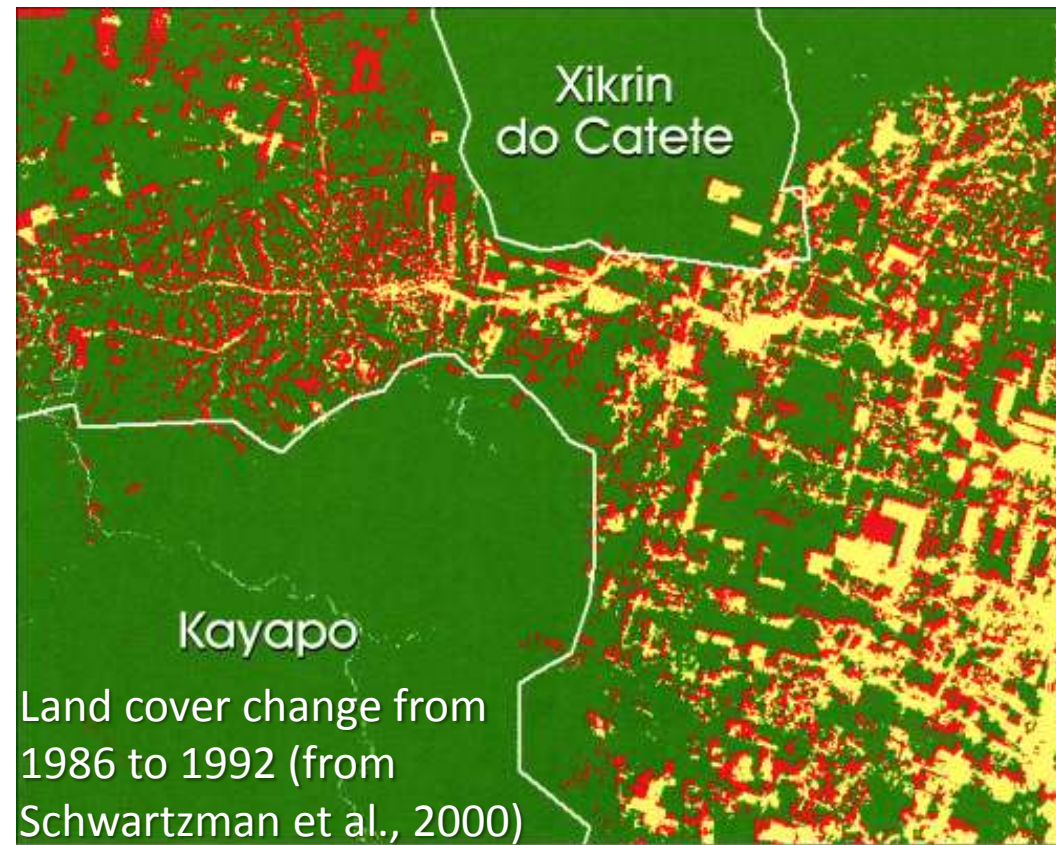 Xikrin
do Catete
Kayapo
Land cover change from
1986 to 1992 (from
Schwartzman et al., 2000)